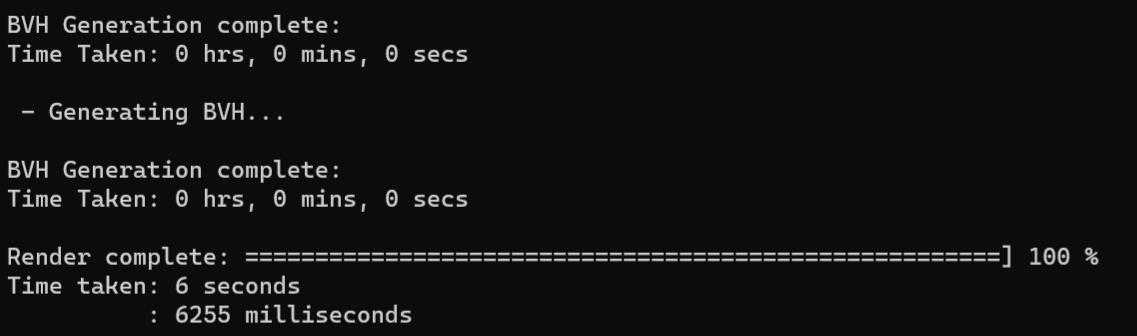 BVH Generation complete:
Time Taken: 0 hrs, 0 mins, 0 secs
- Generating BVH...
BVH Generation complete:
Time Taken: 0 hrs, 0 mins, 0 secs
Render complete: ======================================================] 100 %
Time taken: 6 seconds
: 6255 milliseconds